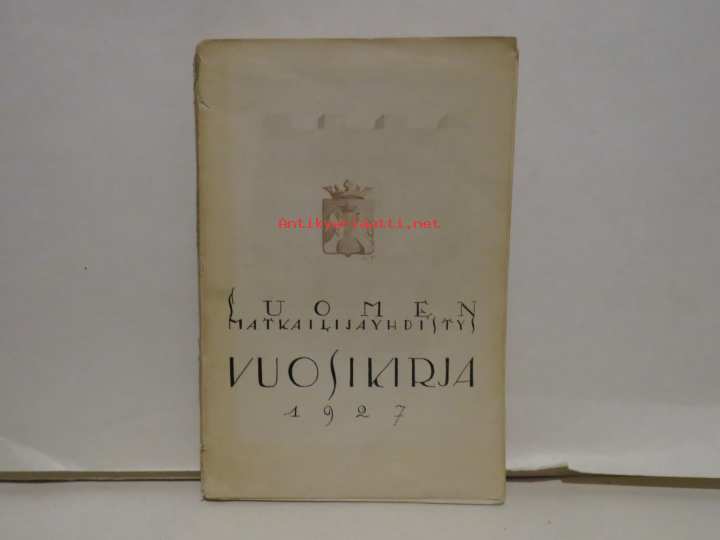 Antikvariaatti.net
SUOMEN
MATKAILIJAYHDISTYS
VUOSIKIRJA
1927